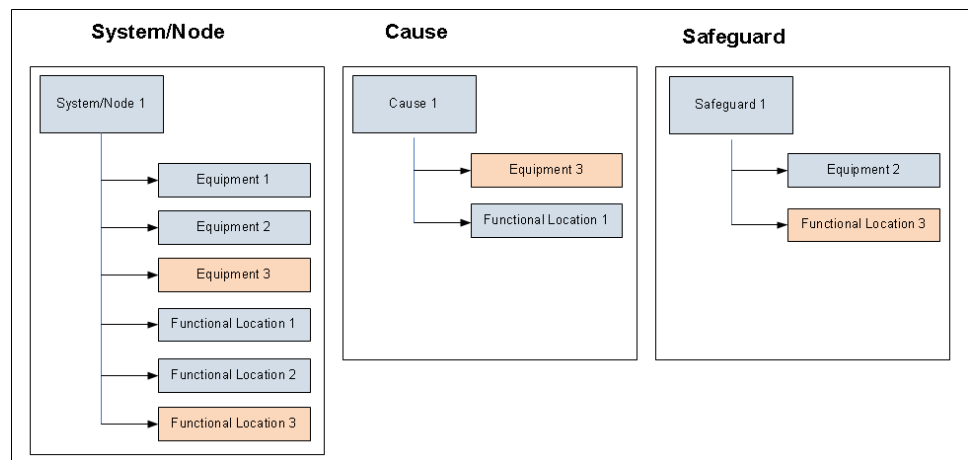 System/Node
Cause
Safeguard
System/Node 1
Equipment 1
Equipment 2
Equipment 3
Functional Location 1
Functional Location 2
Functional Location 3
Cause 1
Equipment 3
Functional Location 1
Safeguard 1
Equipment 2
Functional Location 3